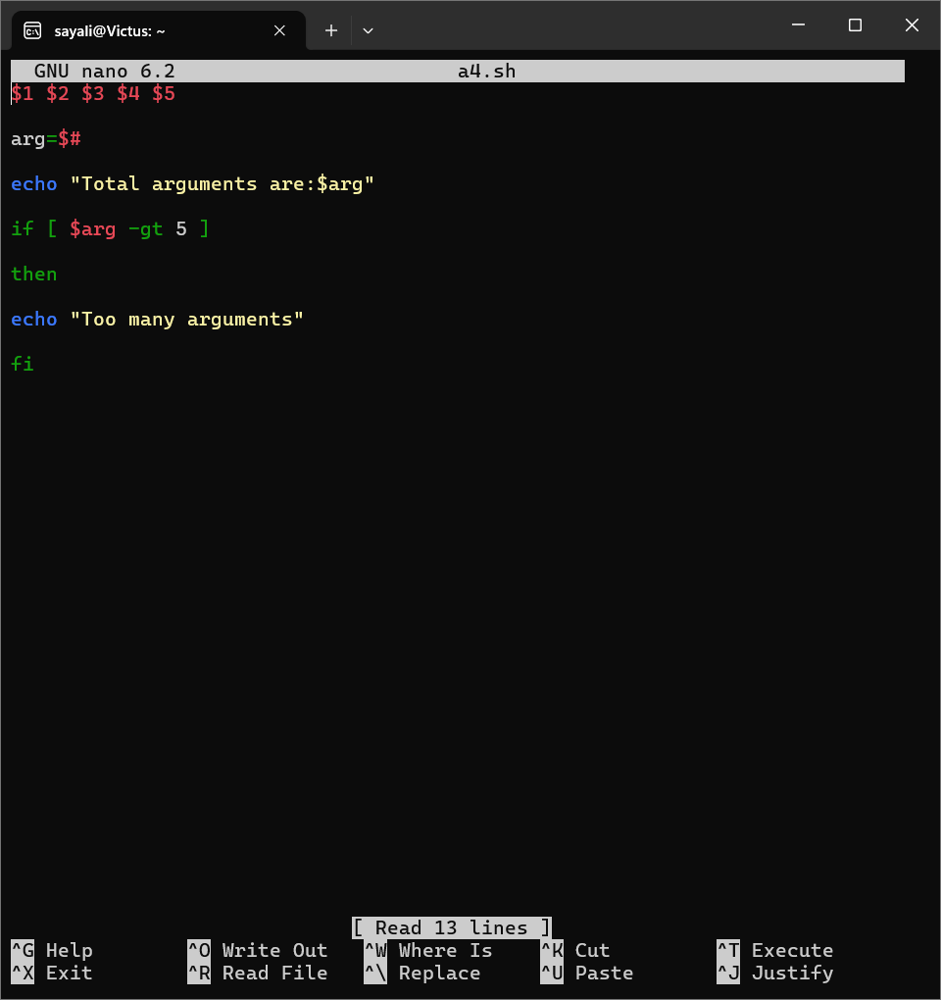 sayali@Victus: ~
GNU nano 6.2 a4.sh
$1 $2 $3 $4 $5
arg=$#
echo "Total arguments are:$arg"
if [ $arg -gt 5 ]
then
echo "Too many arguments"
fi
[ Read 13 lines ]
^G Help ^O Write Out ^W Where Is ^K Cut ^T Execute
^X Exit ^R Read File ^\ Replace ^U Paste ^J Justify